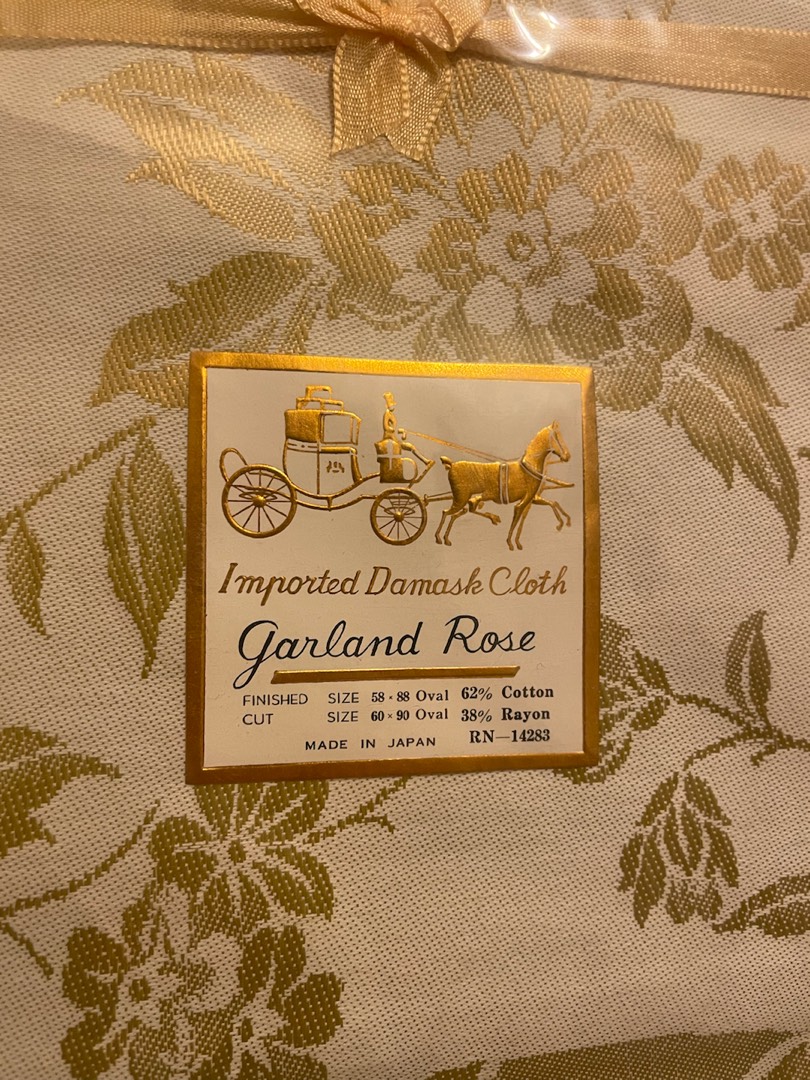 Imported Damask Cloth
Garland Rose
FINISHED SIZE 58×88 Oval 62% Cotton
CUT SIZE 60×90 Oval 38% Rayon
MADE IN JAPAN RN—14283